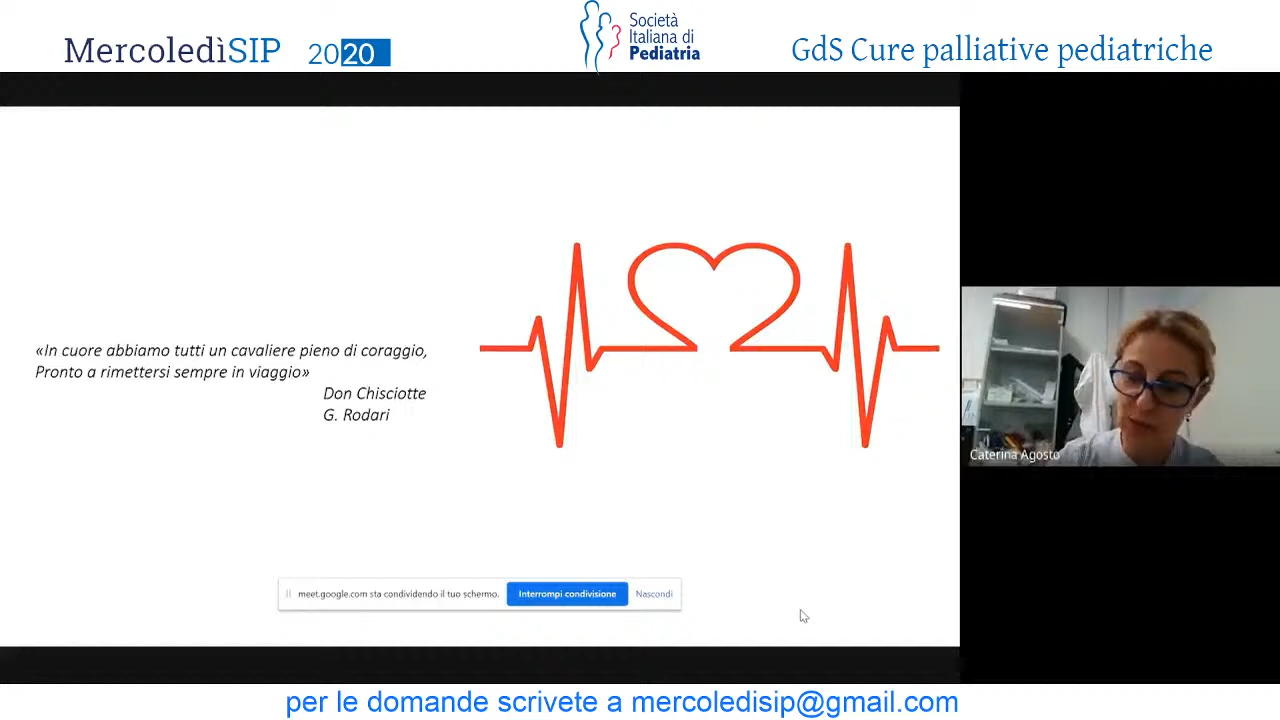 MercoledìSIP 2020
Società
Italiana di
Pediatria
GdS Cure palliative pediatriche
«In cuore abbiamo tutti un cavaliere pieno di coraggio,
Pronto a rimettersi sempre in viaggio»
Don Chisciotte
G. Rodari
Caterina Agosto
meet.google.com sta condividendo il tuo schermo. Interrompi condivisione Nascondi
per le domande scrivete a mercoledisip@gmail.com